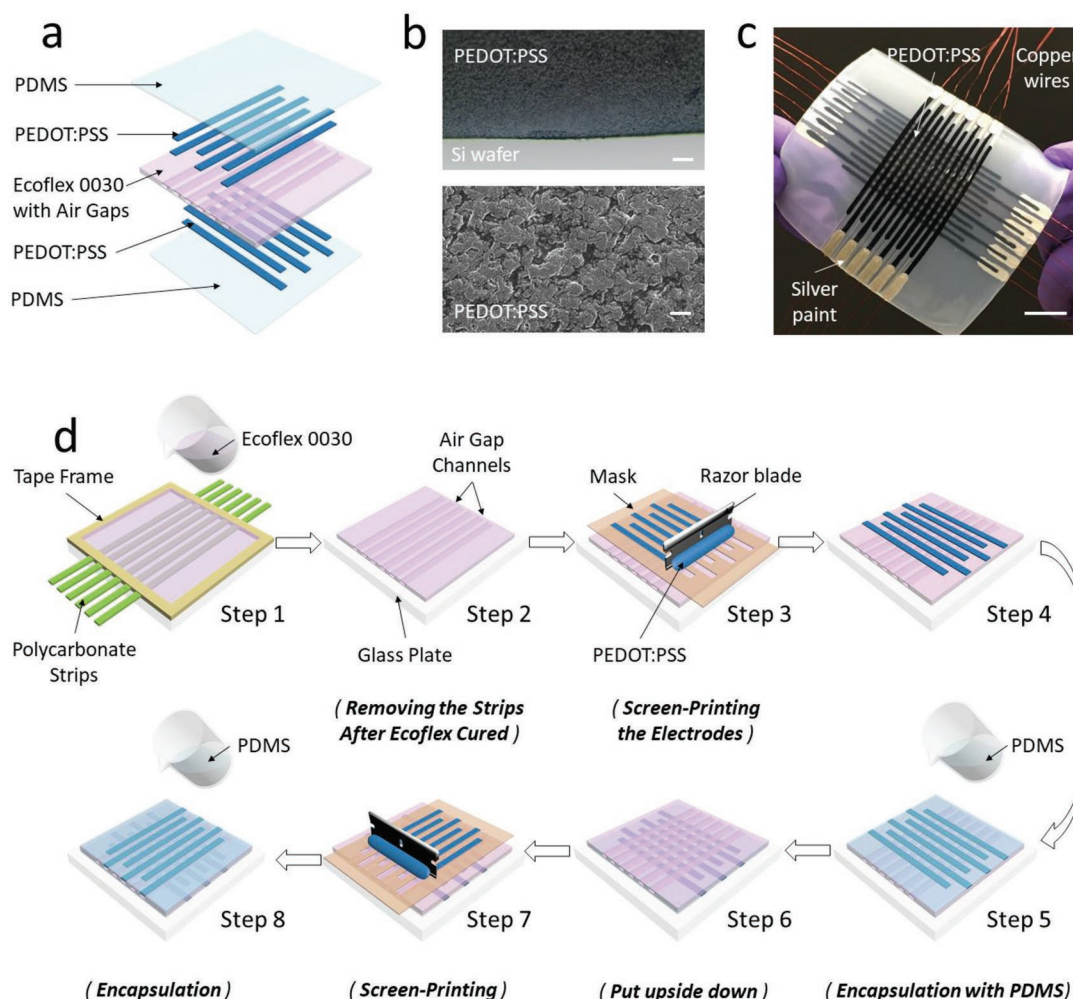 a
PDMS
PEDOT:PSS
Ecoflex 0030
with Air Gaps
PEDOT:PSS
PDMS
b
PEDOT:PSS
Si wafer
PEDOT:PSS
c
PEDOT:PSS
Copper
wires
Silver
paint
d
Ecoflex 0030
Tape Frame
Polycarbonate
Strips
Step 1
Air Gap
Channels
Glass Plate
Step 2
( Removing the Strips
After Ecoflex Cured )
Mask
Razor blade
PEDOT:PSS
Step 3
( Screen-Printing
the Electrodes )
Step 4
PDMS
Step 5
( Encapsulation with PDMS)
Step 6
( Put upside down )
Step 7
( Screen-Printing )
PDMS
Step 8
( Encapsulation )